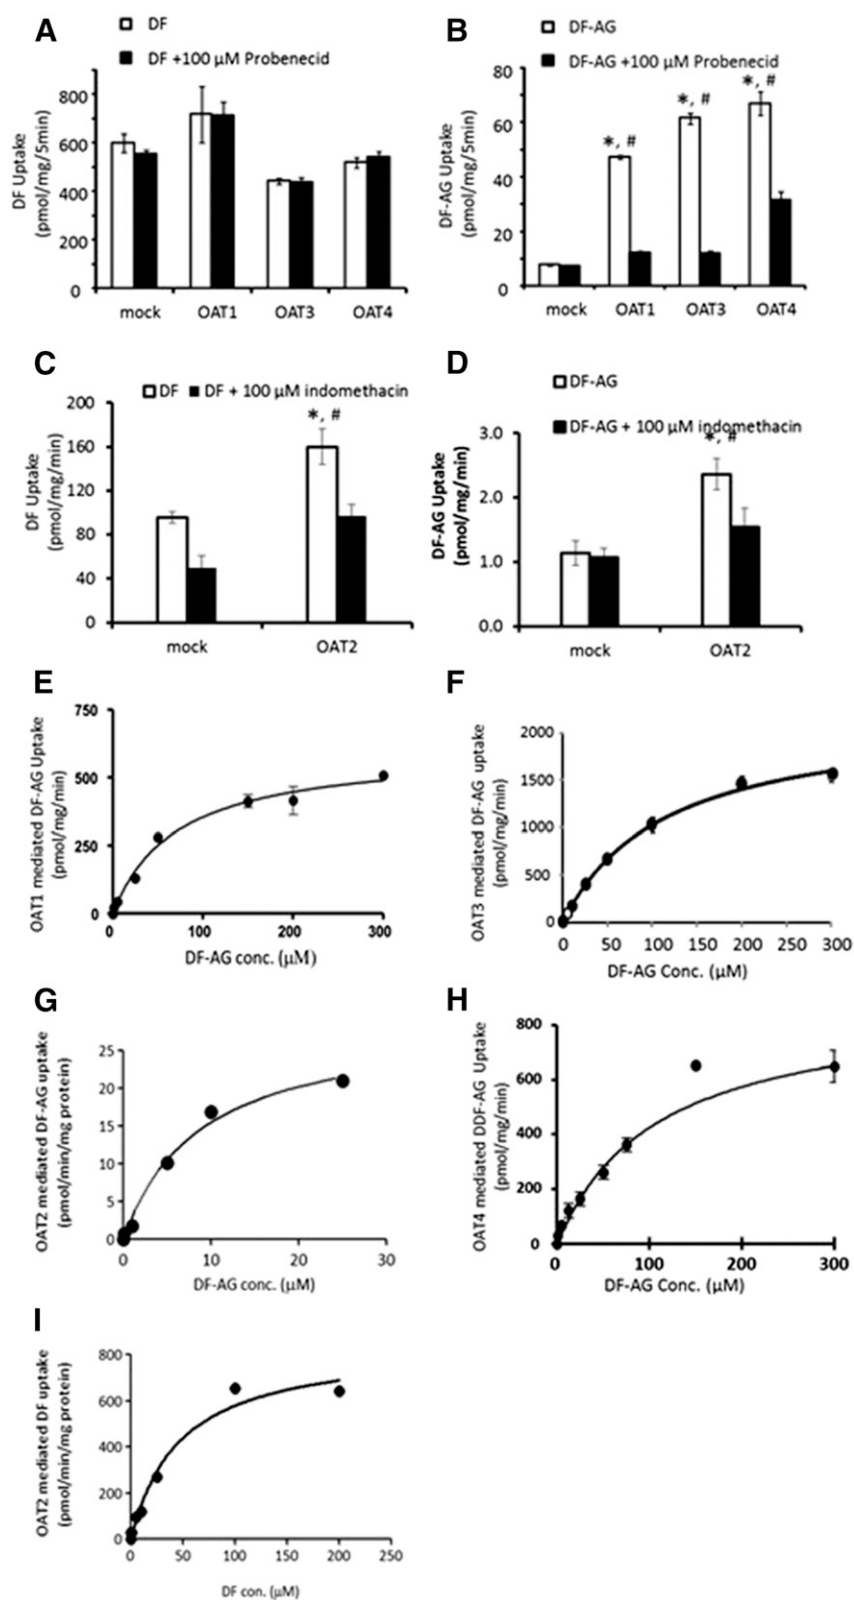 A
DF
DF +100 µM Probenecid
DF Uptake
(pmol/mg/5min)
800
600
400
200
0
mock OAT1 OAT3 OAT4
B
DF-AG
DF-AG +100 µM Probenecid
DF-AG Uptake
(pmol/mg/5min)
80
60
40
20
0
*, #
*, #
*, #
mock OAT1 OAT3 OAT4
C
DF DF + 100 µM indomethacin
DF Uptake
(pmol/mg/min)
200
160
120
80
40
0
*, #
mock OAT2
D
DF-AG
DF-AG + 100 µM indomethacin
DF-AG Uptake
(pmol/mg/min)
3.0
2.0
1.0
0.0
*, #
mock OAT2
E
OAT1 mediated DF-AG Uptake
(pmol/mg/min)
750
500
250
0
0 100 200 300
DF-AG conc. (µM)
F
OAT3 mediated DF-AG uptake
(pmol/mg/min)
2000
1500
1000
500
0
0 50 100 150 200 250 300
DF-AG Conc. (µM)
G
OAT2 mediated DF-AG uptake
(pmol/min/mg protein)
25
20
15
10
5
0
0 10 20 30
DF-AG conc. (µM)
H
OAT4 mediated DDF-AG Uptake
(pmol/mg/min)
800
600
400
200
0
0 100 200 300
DF-AG Conc. (µM)
I
OAT2 mediated DF uptake
(pmol/min/mg protein)
800
600
400
200
0
0 50 100 150 200 250
DF con. (µM)